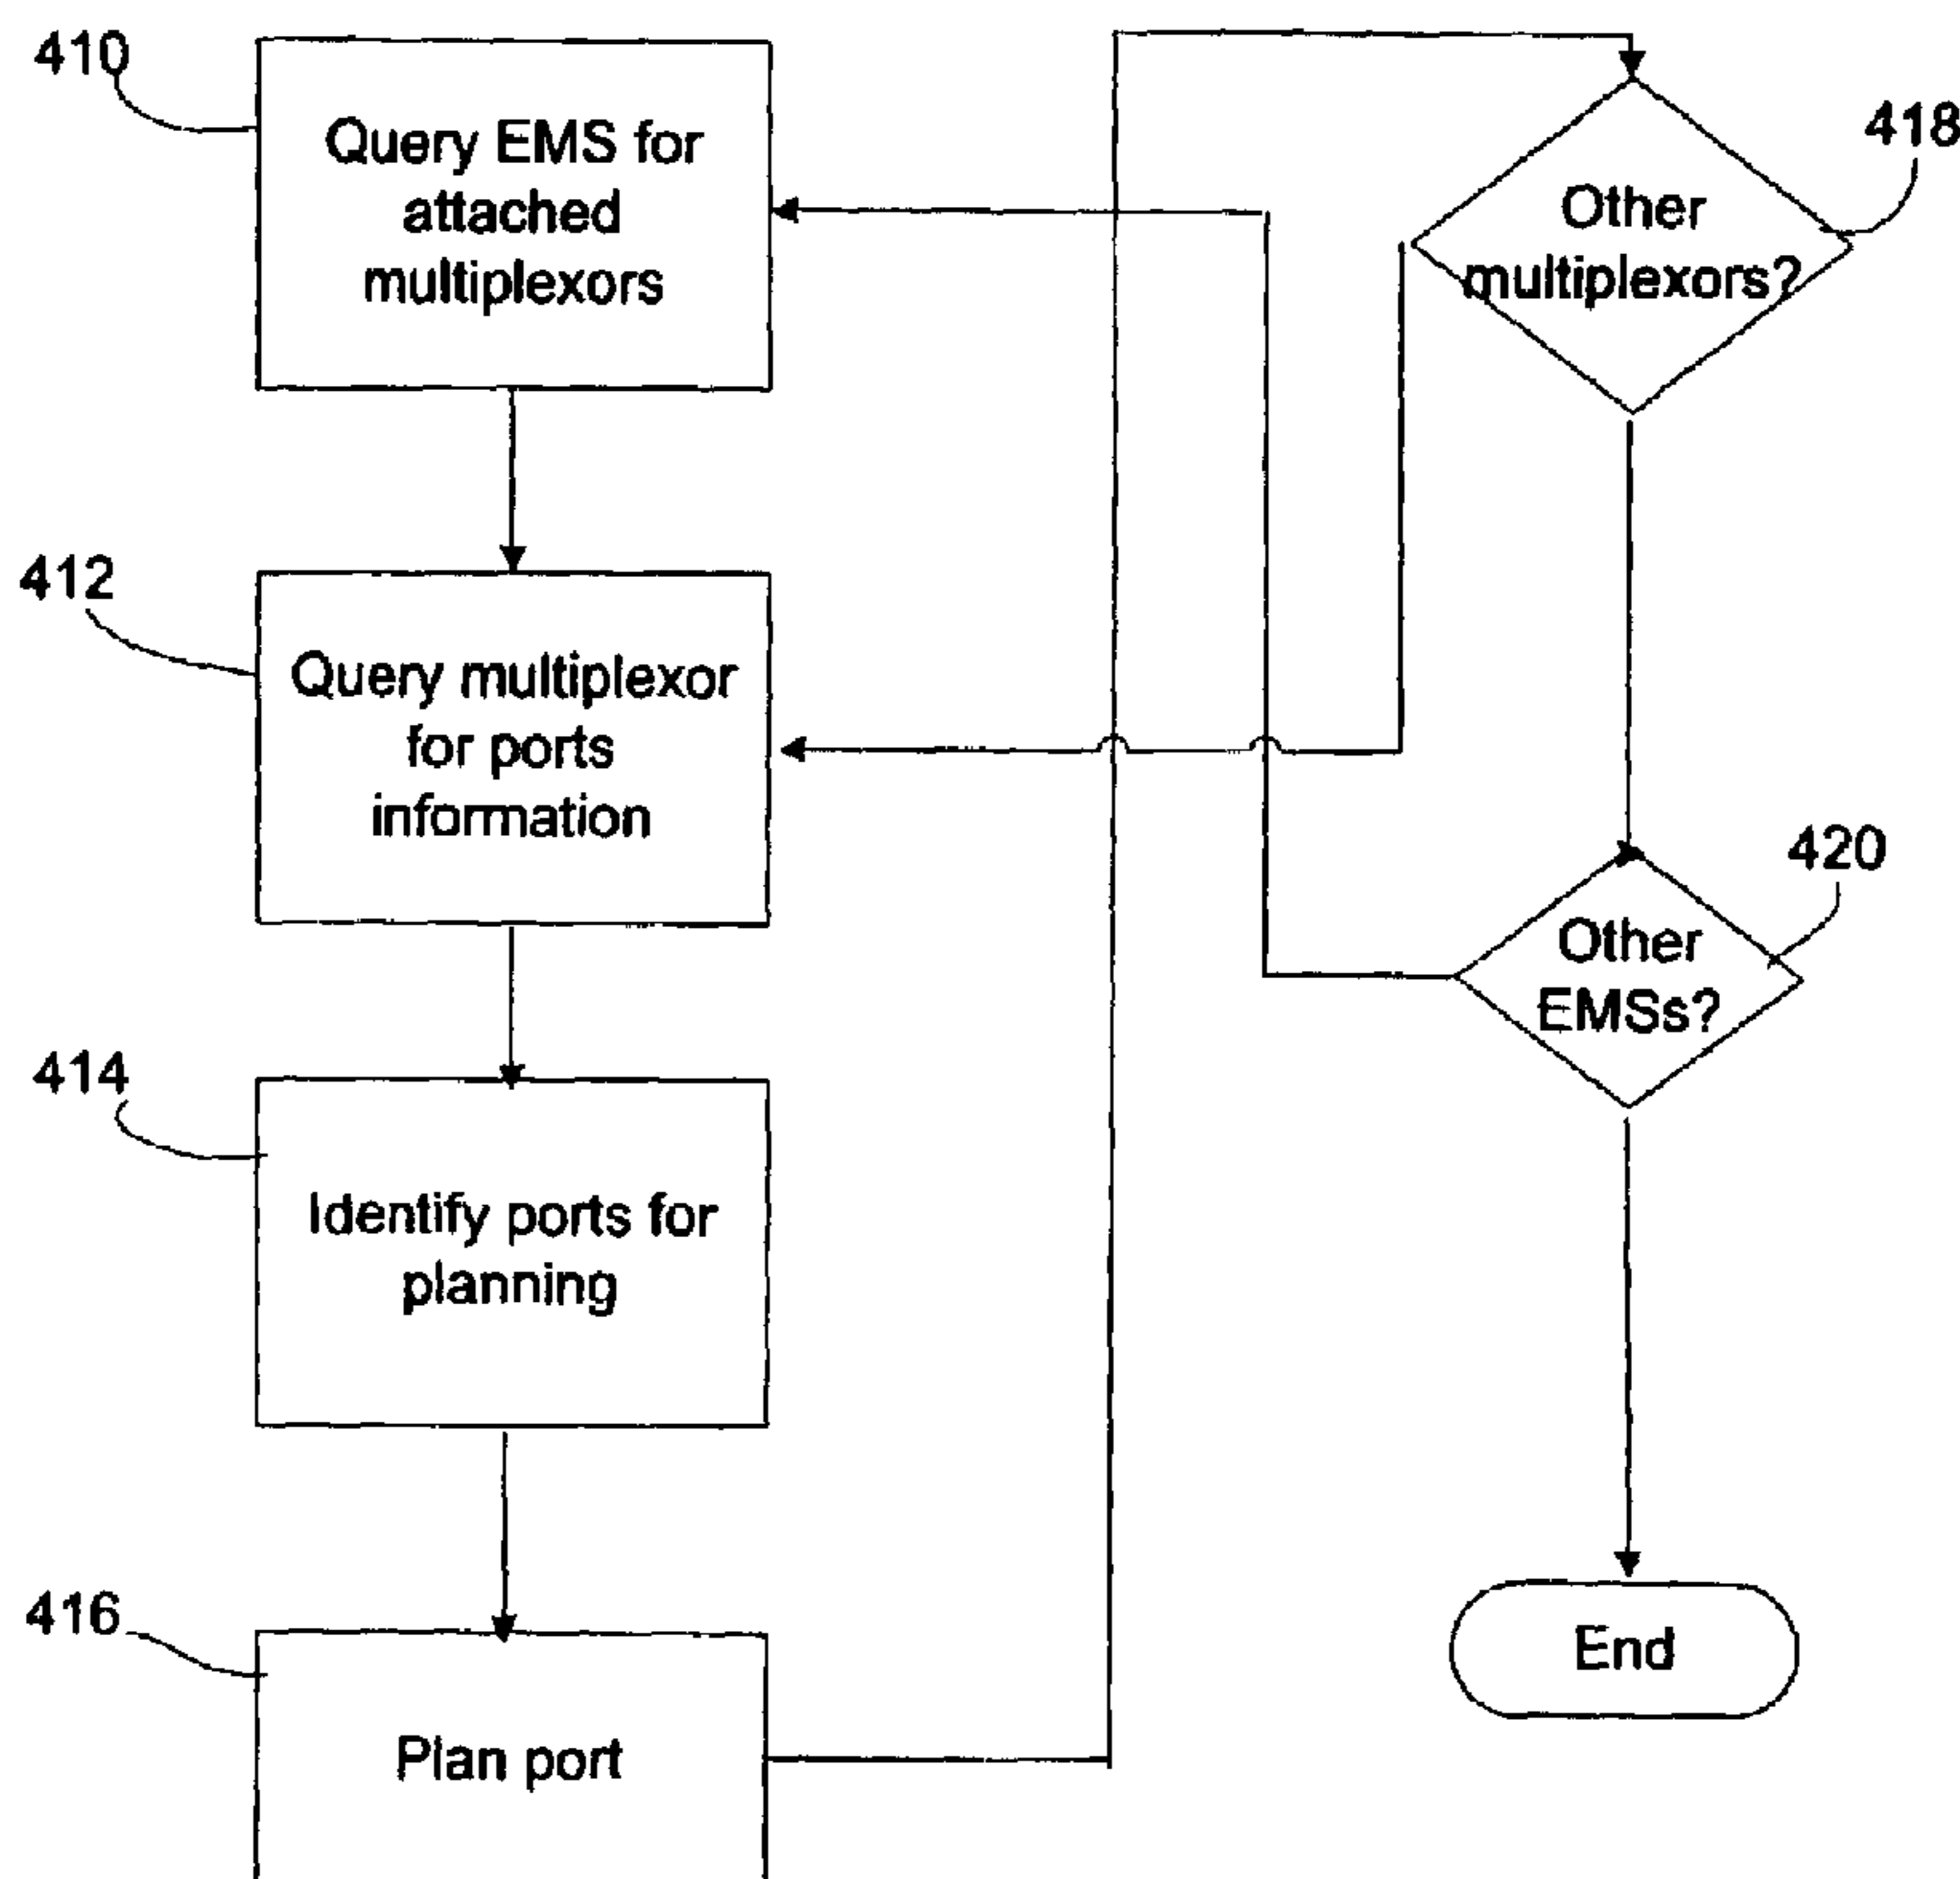 410
Query EMS for
attached
multiplexors
412
Query multiplexor
for ports
information
414
Identify ports for
planning
416
Plan port
418
Other
multiplexors?
420
Other
EMSs?
End